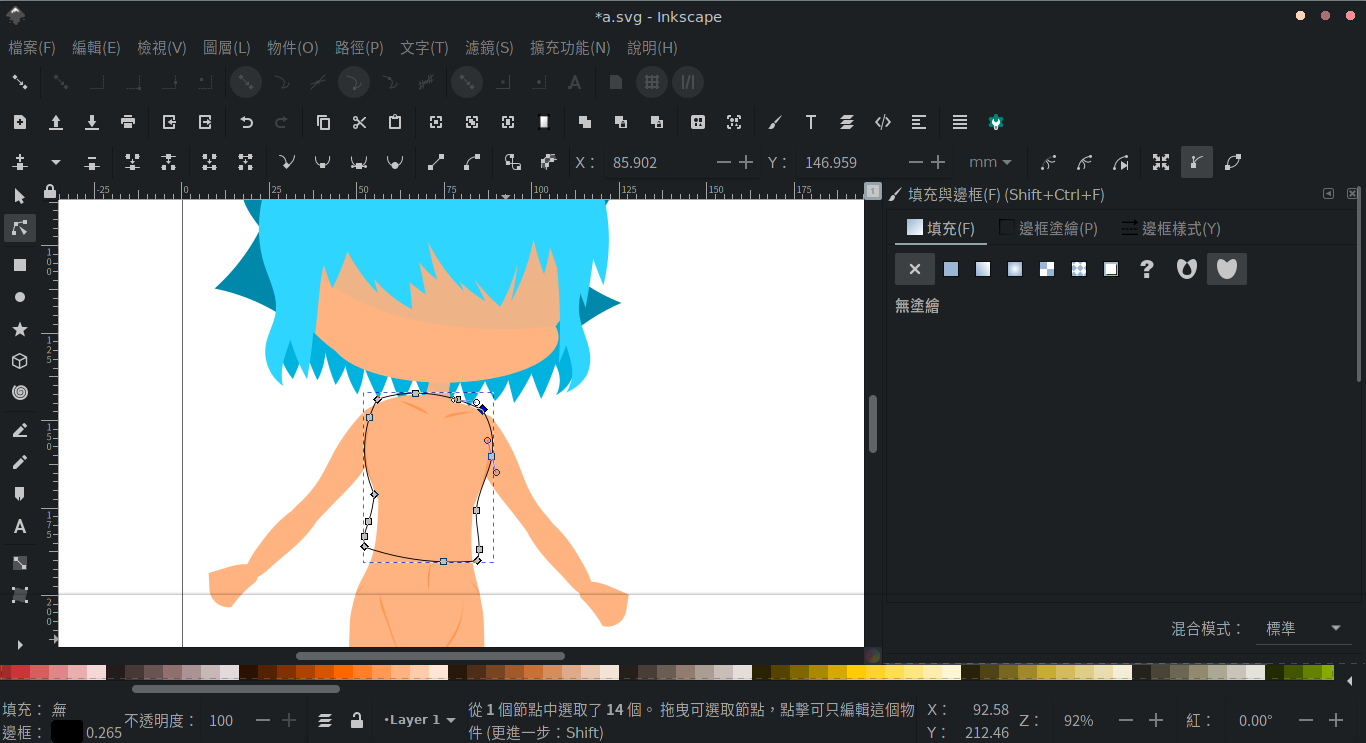 *a.svg - Inkscape
檔案(F) 編輯(E) 檢視(V) 圖層(L) 物件(O) 路徑(P) 文字(T) 濾鏡(S) 擴充功能(N) 說明(H)
X： 85.902 Y： 146.959 mm
-25 0 25 50 75 100 125 150 175
1
填充與邊框(F) (Shift+Ctrl+F)
填充(F) 邊框塗繪(P) 邊框樣式(Y)
無塗繪
100
125
150
175
200
混合模式： 標準
填充： 無
邊框： 0.265
不透明度： 100
•Layer 1
從 1 個節點中選取了 14 個。 拖曳可選取節點，點擊可只編輯這個物
件 (更進一步：Shift)
X： 92.58
Y： 212.46
Z： 92%
紅： 0.00°